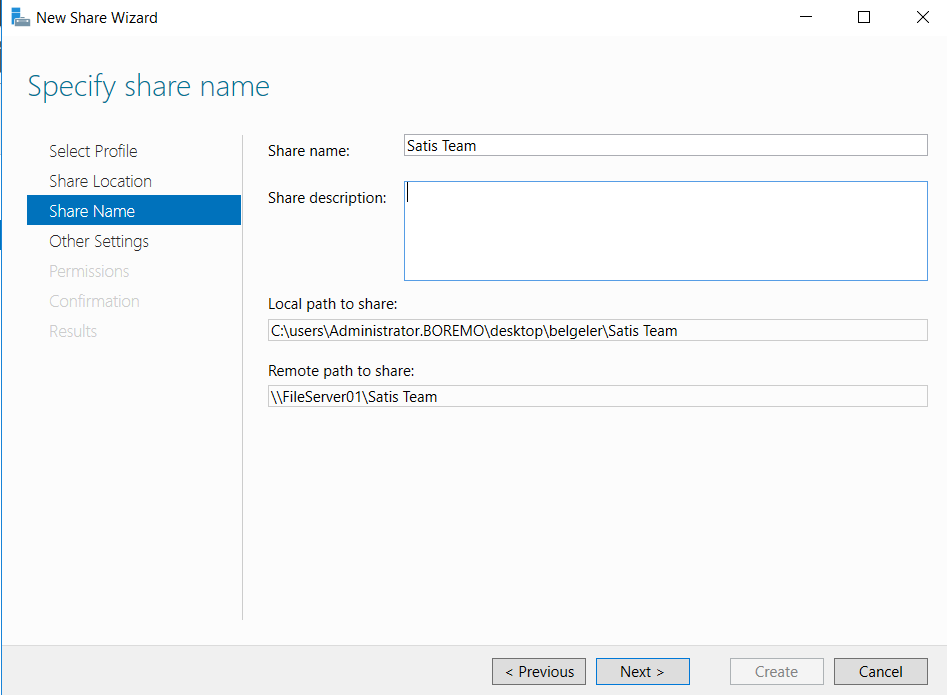 New Share Wizard
Specify share name
Select Profile
Share Location
Share Name
Other Settings
Permissions
Confirmation
Results
Share name:
Satis Team
Share description:
Local path to share:
C:\users\Administrator.BOREMO\desktop\belgeler\Satis Team
Remote path to share:
\\FileServer01\Satis Team
< Previous
Next >
Create
Cancel